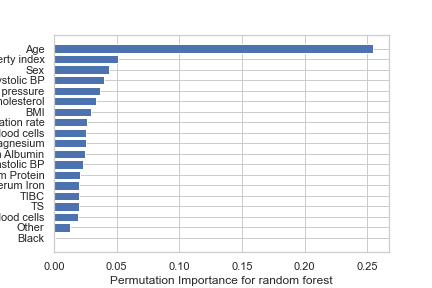 Age
erty index
Sex
ystolic BP
pressure
holesterol
BMI
ation rate
lood cells
agnesium
Albumin
astolic BP
m Protein
erum Iron
TIBC
TS
lood cells
Other
Black
0.00 0.05 0.10 0.15 0.20 0.25
Permutation Importance for random forest